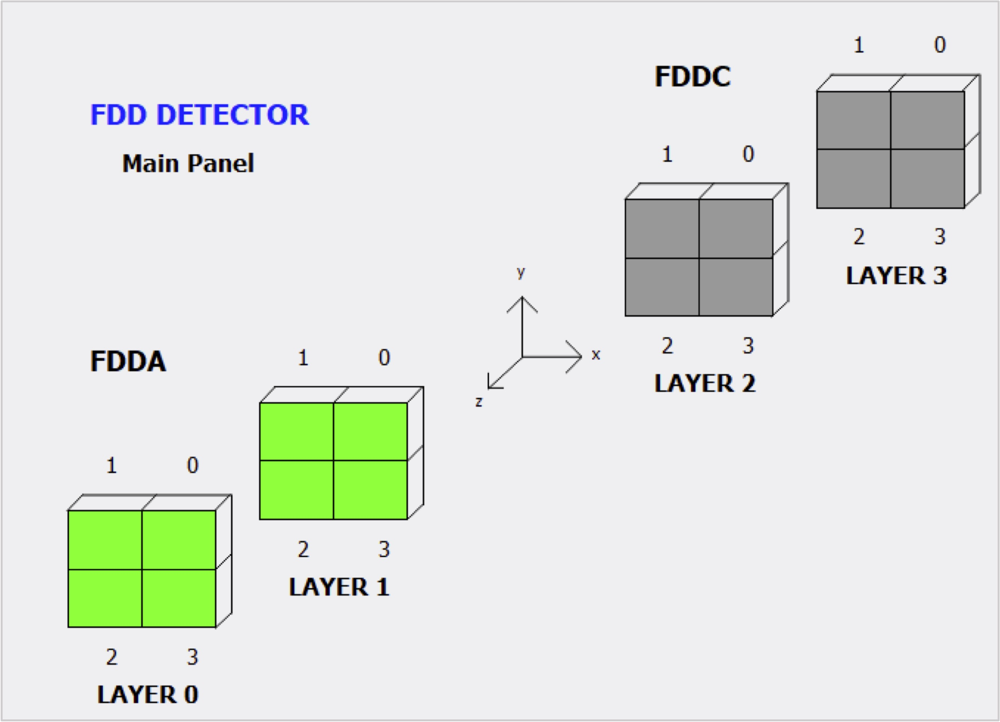 1 0
FDDC
FDD DETECTOR
1 0
Main Panel
2 3
LAYER 3
y
2 3
x
LAYER 2
FDDA
1 0
z
1 0
2 3
LAYER 1
2 3
LAYER 0